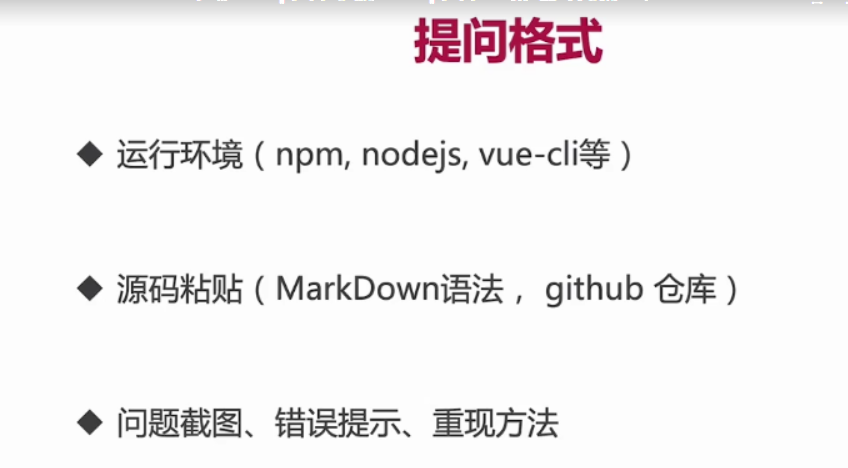 提问格式
◆ 运行环境（npm, nodejs, vue-cli等）
◆ 源码粘贴（MarkDown语法， github 仓库）
◆ 问题截图、错误提示、重现方法